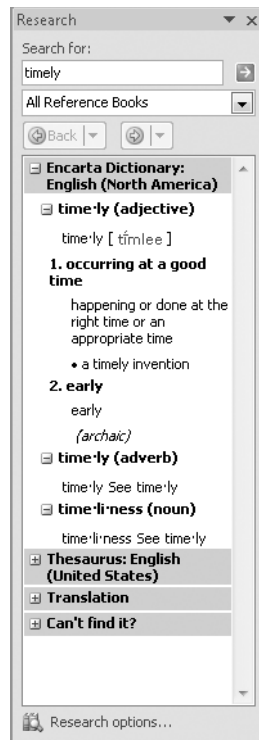 Research
Search for:
timely
All Reference Books
Back
Encarta Dictionary:
English (North America)
time·ly (adjective)
time·ly [ tímlee ]
1. occurring at a good
time
happening or done at the
right time or an
appropriate time
• a timely invention
2. early
early
(archaic)
time·ly (adverb)
time·ly See time·ly
time·li·ness (noun)
time·li·ness See time·ly
Thesaurus: English
(United States)
Translation
Can't find it?
Research options...